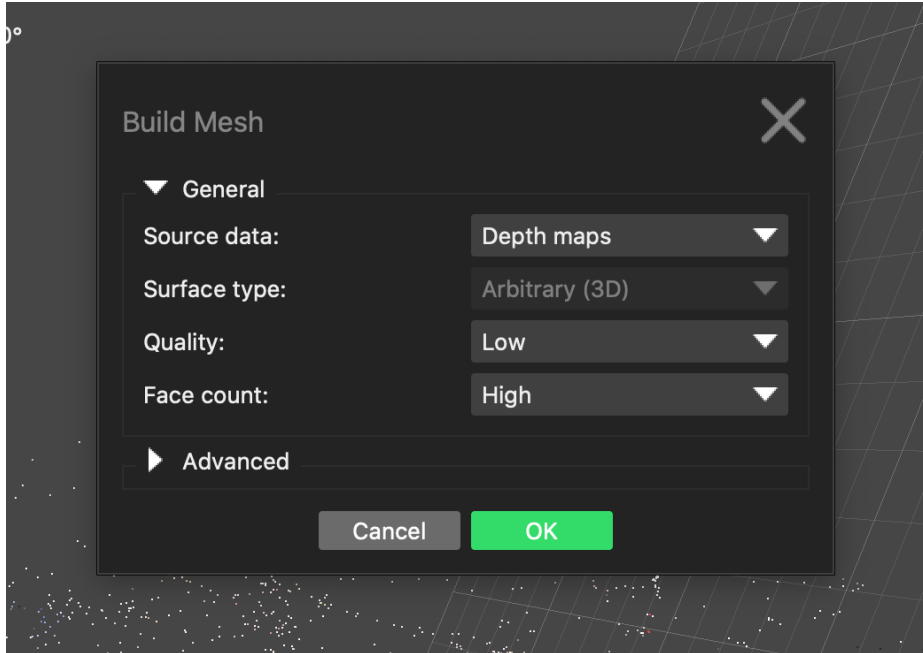 0°
Build Mesh
General
Source data: Depth maps
Surface type: Arbitrary (3D)
Quality: Low
Face count: High
Advanced
Cancel OK